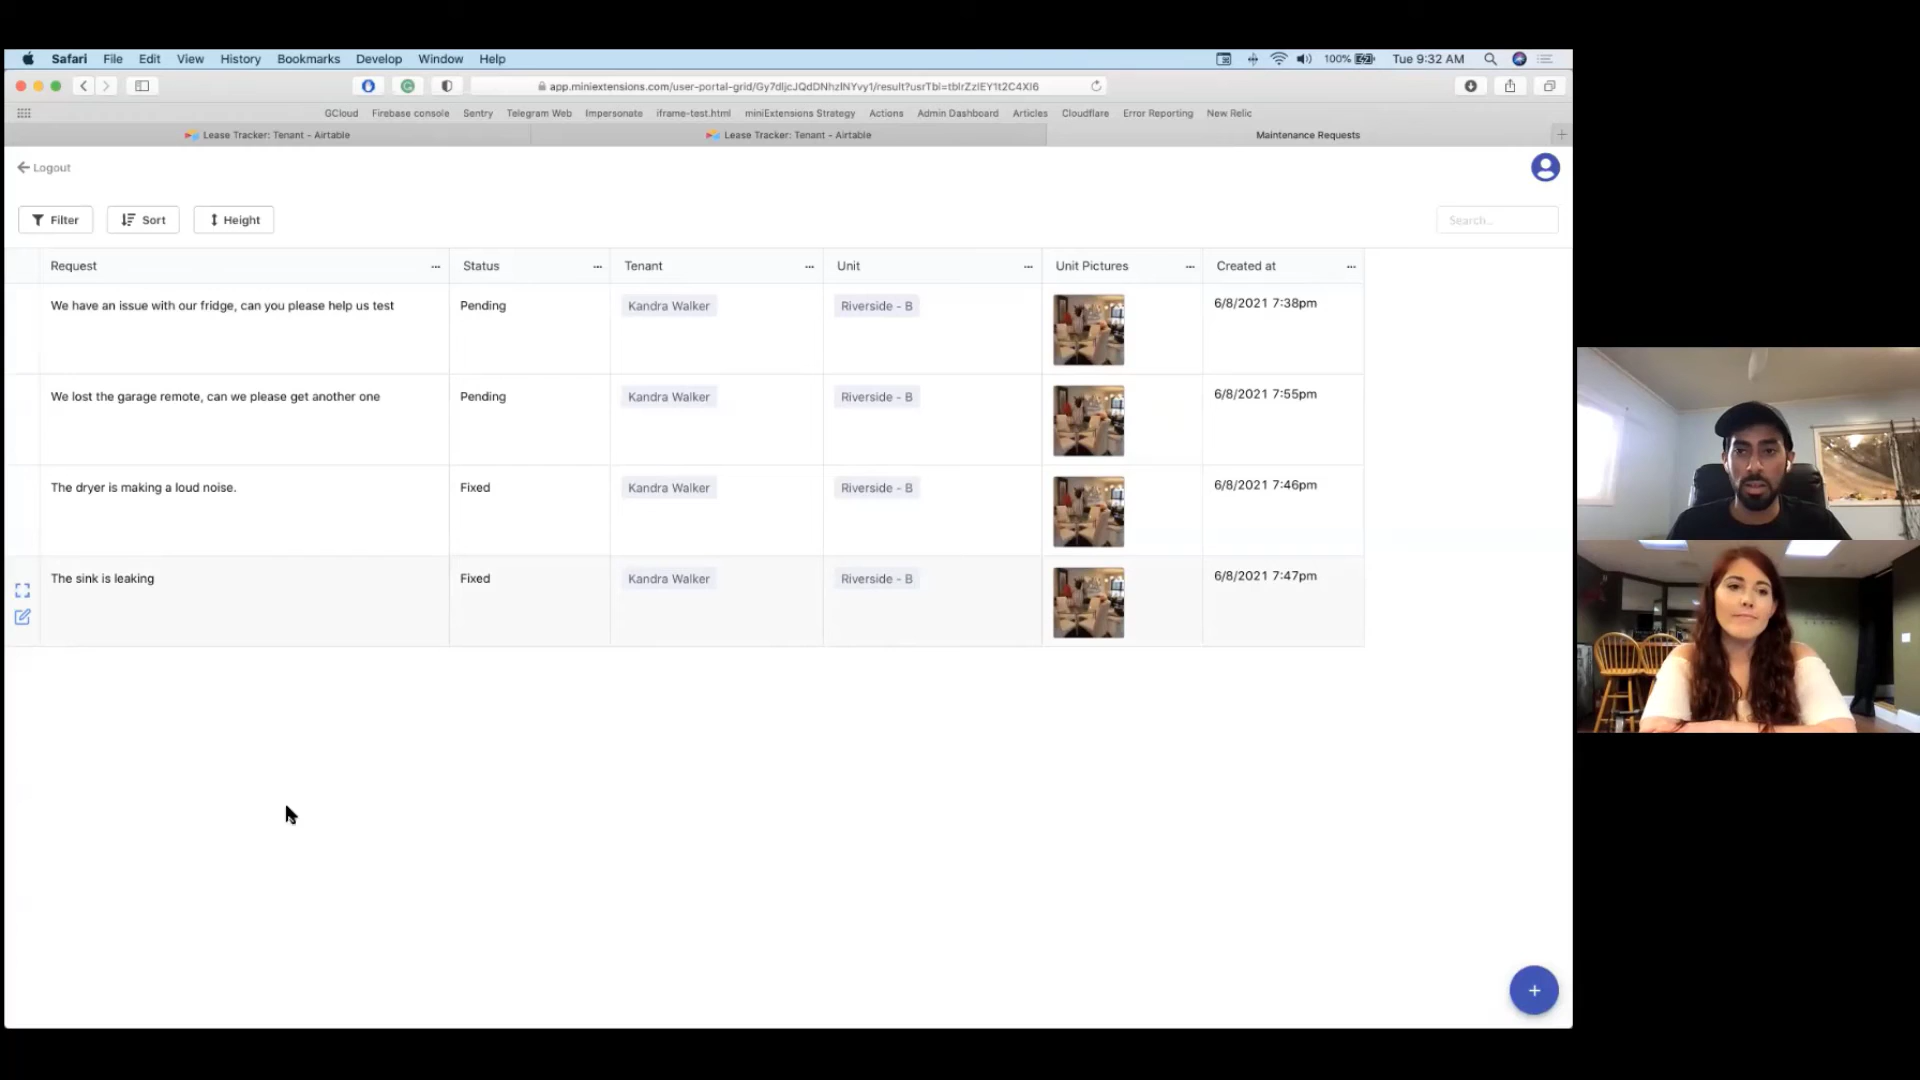 Safari File Edit View History Bookmarks Develop Window Help 100% Tue 9:32 AM
app.miniextensions.com/user-portal-grid/Gy7dljcJQdDNhzlNYvy1/result?usrTbl=tblrZzIEY1t2C4Xl6
GCloud Firebase console Sentry Telegram Web Impersonate iframe-test.html miniExtensions Strategy Actions Admin Dashboard Articles Cloudflare Error Reporting New Relic
Lease Tracker: Tenant - Airtable Lease Tracker: Tenant - Airtable Maintenance Requests
Logout
Filter Sort Height Search...
Request Status Tenant Unit Unit Pictures Created at
We have an issue with our fridge, can you please help us test Pending Kandra Walker Riverside - B 6/8/2021 7:38pm
We lost the garage remote, can we please get another one Pending Kandra Walker Riverside - B 6/8/2021 7:55pm
The dryer is making a loud noise. Fixed Kandra Walker Riverside - B 6/8/2021 7:46pm
The sink is leaking Fixed Kandra Walker Riverside - B 6/8/2021 7:47pm